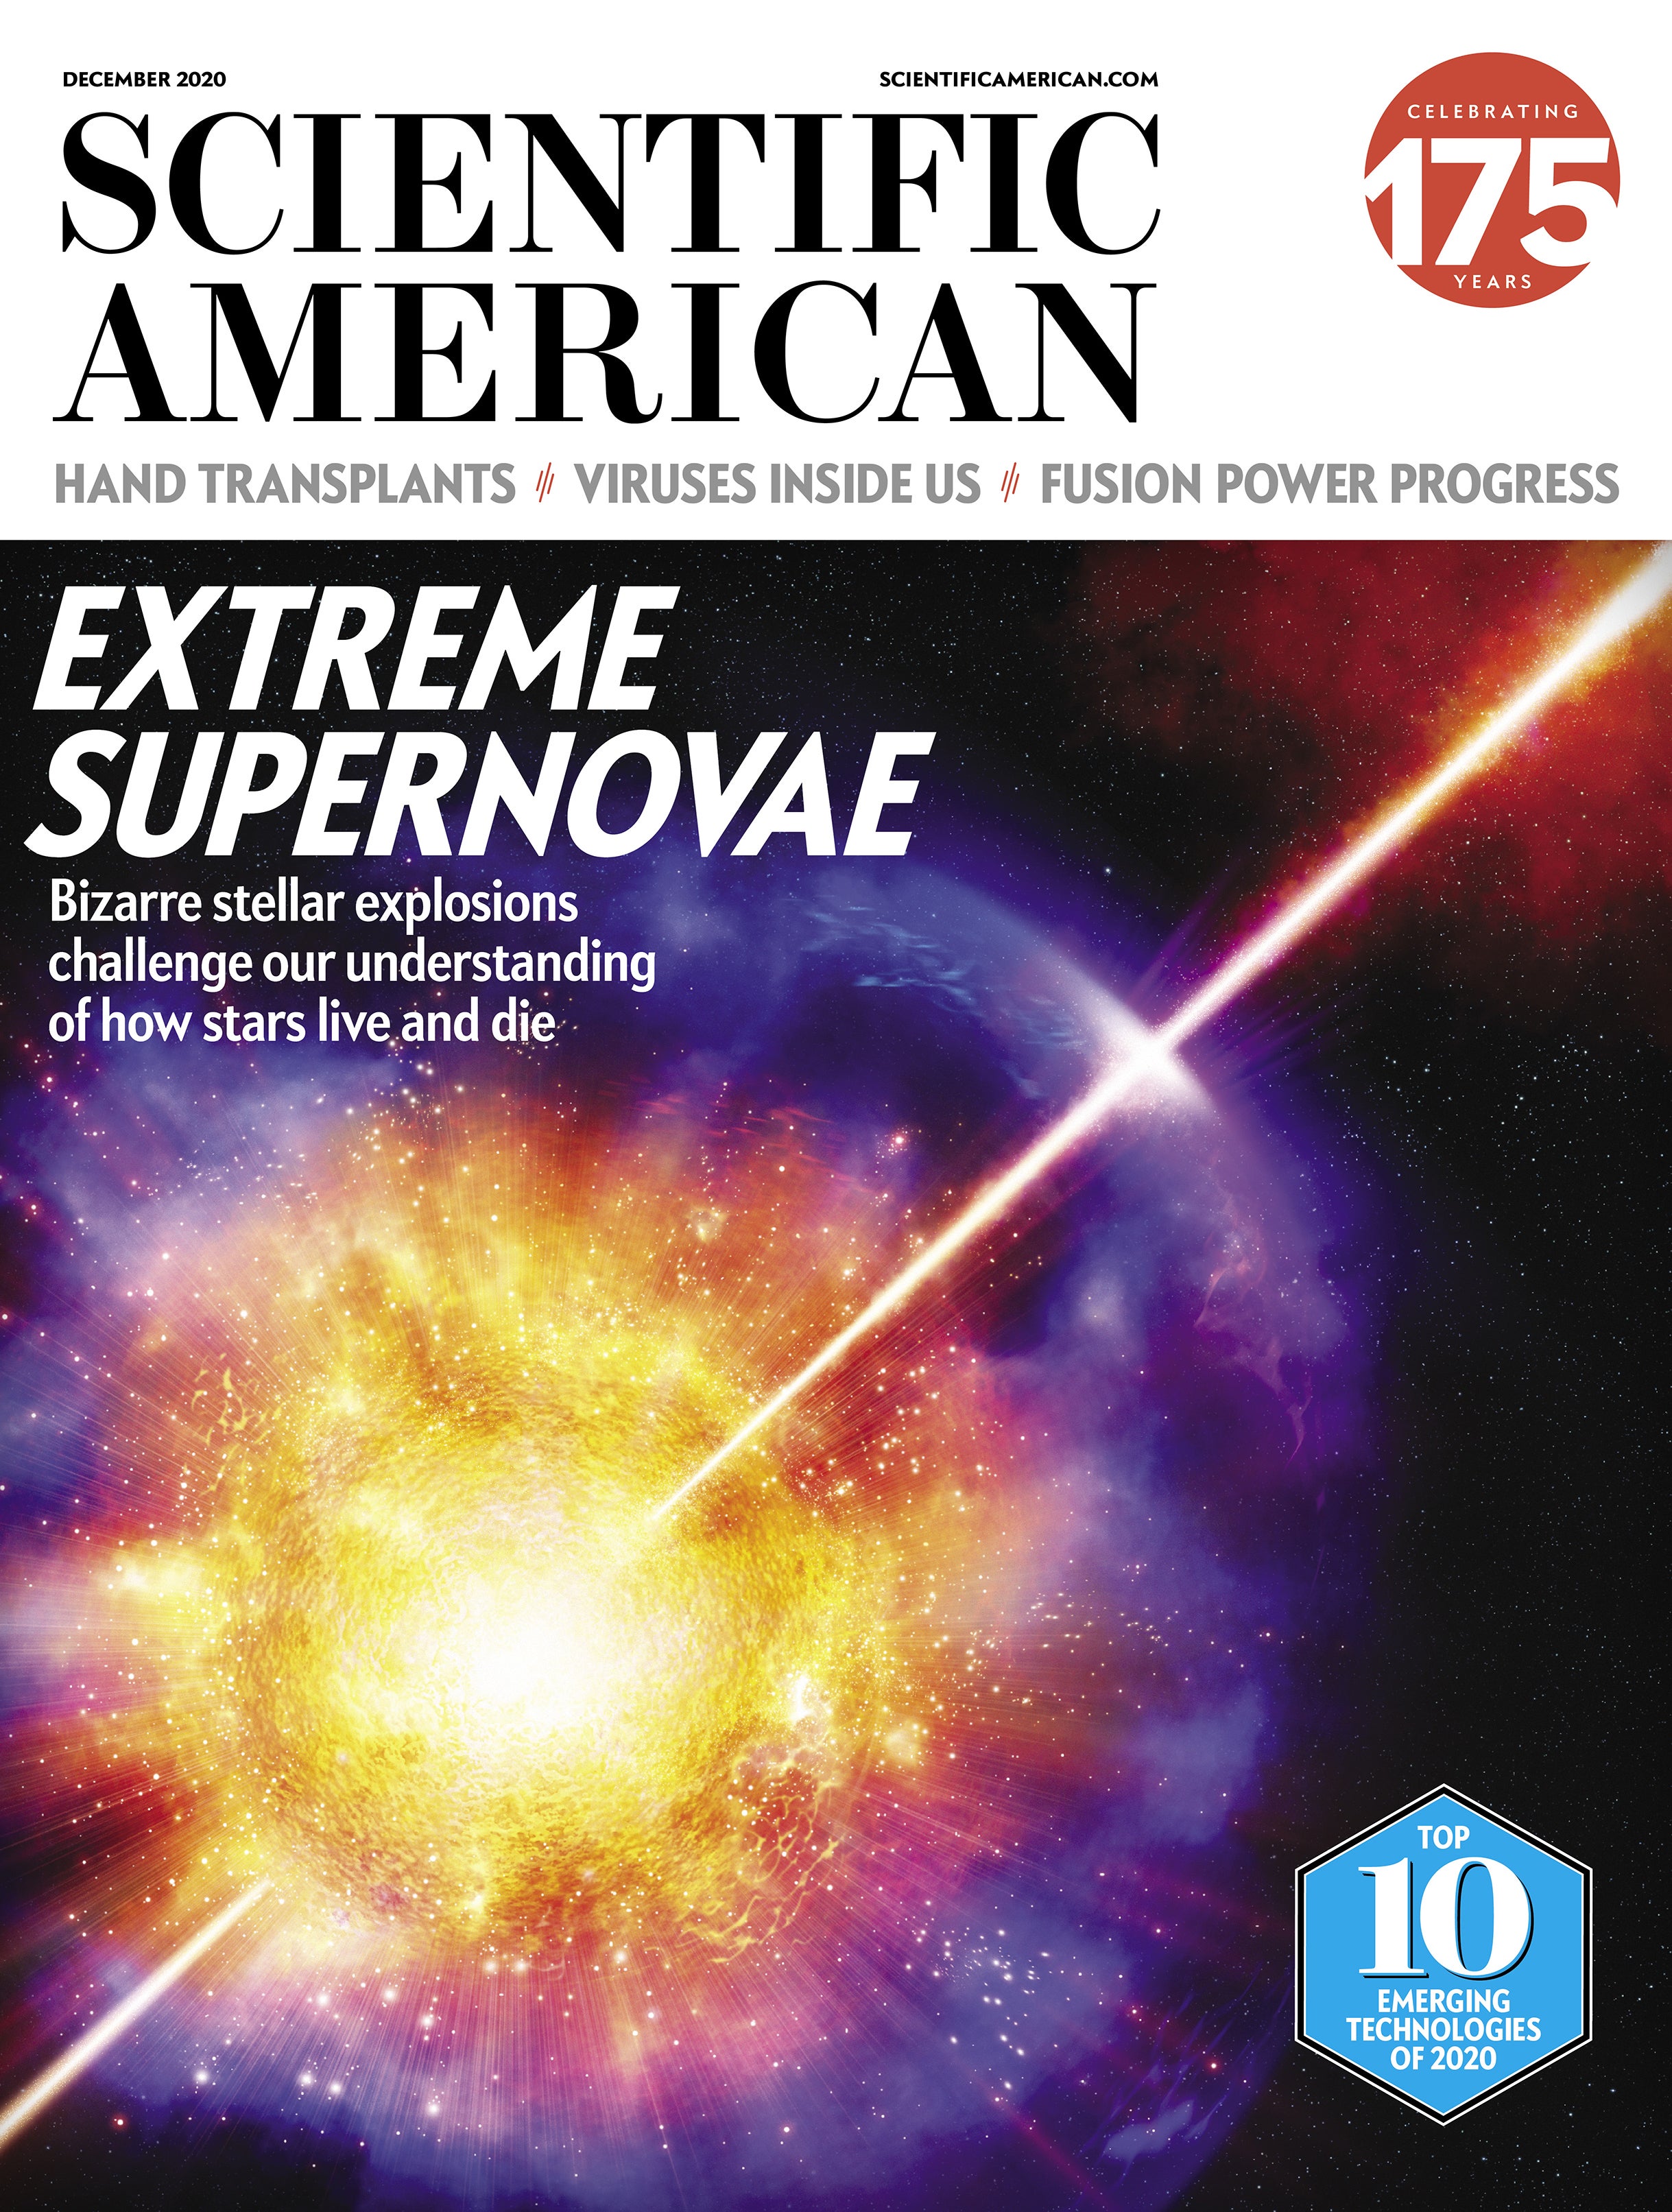 DECEMBER 2020
SCIENTIFICAMERICAN.COM
SCIENTIFIC
AMERICAN
CELEBRATING
175
YEARS
HAND TRANSPLANTS /// VIRUSES INSIDE US /// FUSION POWER PROGRESS
EXTREME
SUPERNOVAE
Bizarre stellar explosions
challenge our understanding
of how stars live and die
TOP
10
EMERGING
TECHNOLOGIES
OF 2020